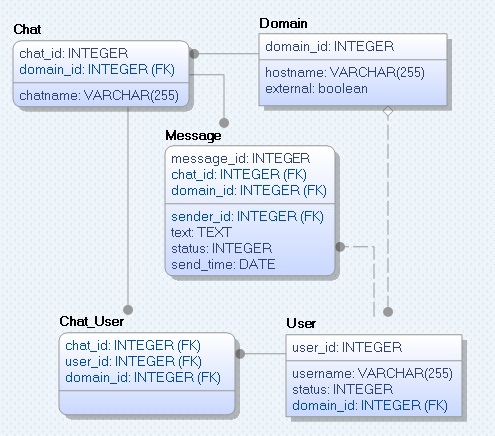 Chat
chat_id: INTEGER
domain_id: INTEGER (FK)
chatname: VARCHAR(255)
Domain
domain_id: INTEGER
hostname: VARCHAR(255)
external: boolean
Message
message_id: INTEGER
chat_id: INTEGER (FK)
domain_id: INTEGER (FK)
sender_id: INTEGER (FK)
text: TEXT
status: INTEGER
send_time: DATE
Chat_User
chat_id: INTEGER (FK)
user_id: INTEGER (FK)
domain_id: INTEGER (FK)
User
user_id: INTEGER
username: VARCHAR(255)
status: INTEGER
domain_id: INTEGER (FK)